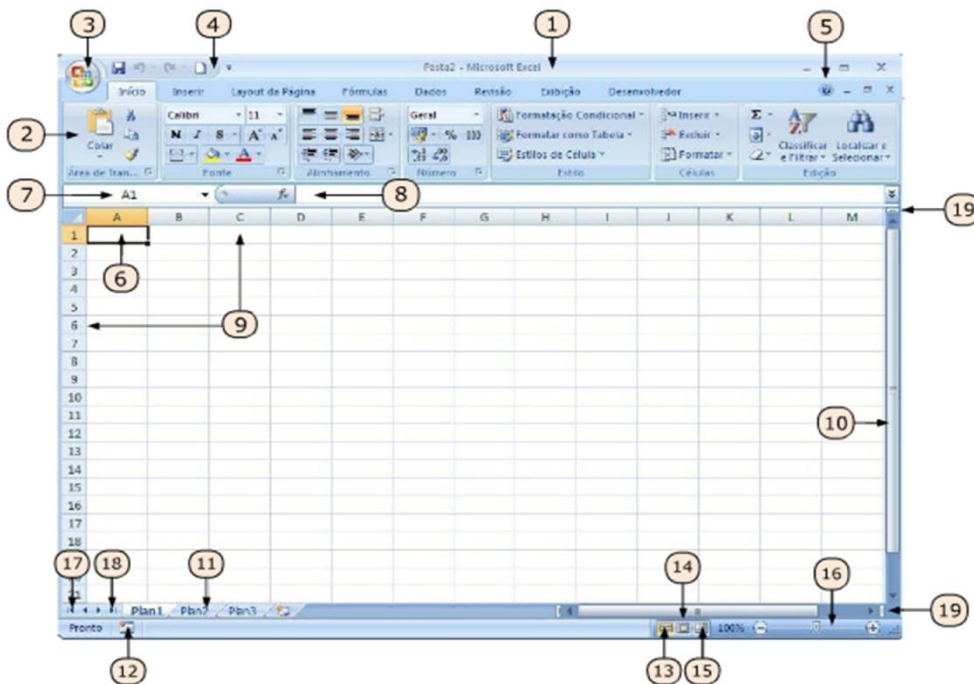 3 4 1 5
Pasta2 - Microsoft Excel
Início Inserir Layout da Página Fórmulas Dados Revisão Exibição Desenvolvedor
2
Colar
Calibri 11
N I S A A
A
Geral
% 000
Formatação Condicional
Formatar como Tabela
Estilos de Célula
Inserir
Excluir
Formatar
Σ
Classificar e Filtrar
Localizar e Selecionar
Área de Tran... Fonte Alinhamento Número Estilo Células Edição
7 A1 fx 8
19
A B C D E F G H I J K L M
1
2
3
6
4
5
6 9
7
8
9
10
11 10
12
13
14
15
16
17
18
17 18 11 14 16
21
Plan1 Plan2 Plan3 19
Pronto 100%
12 13 15